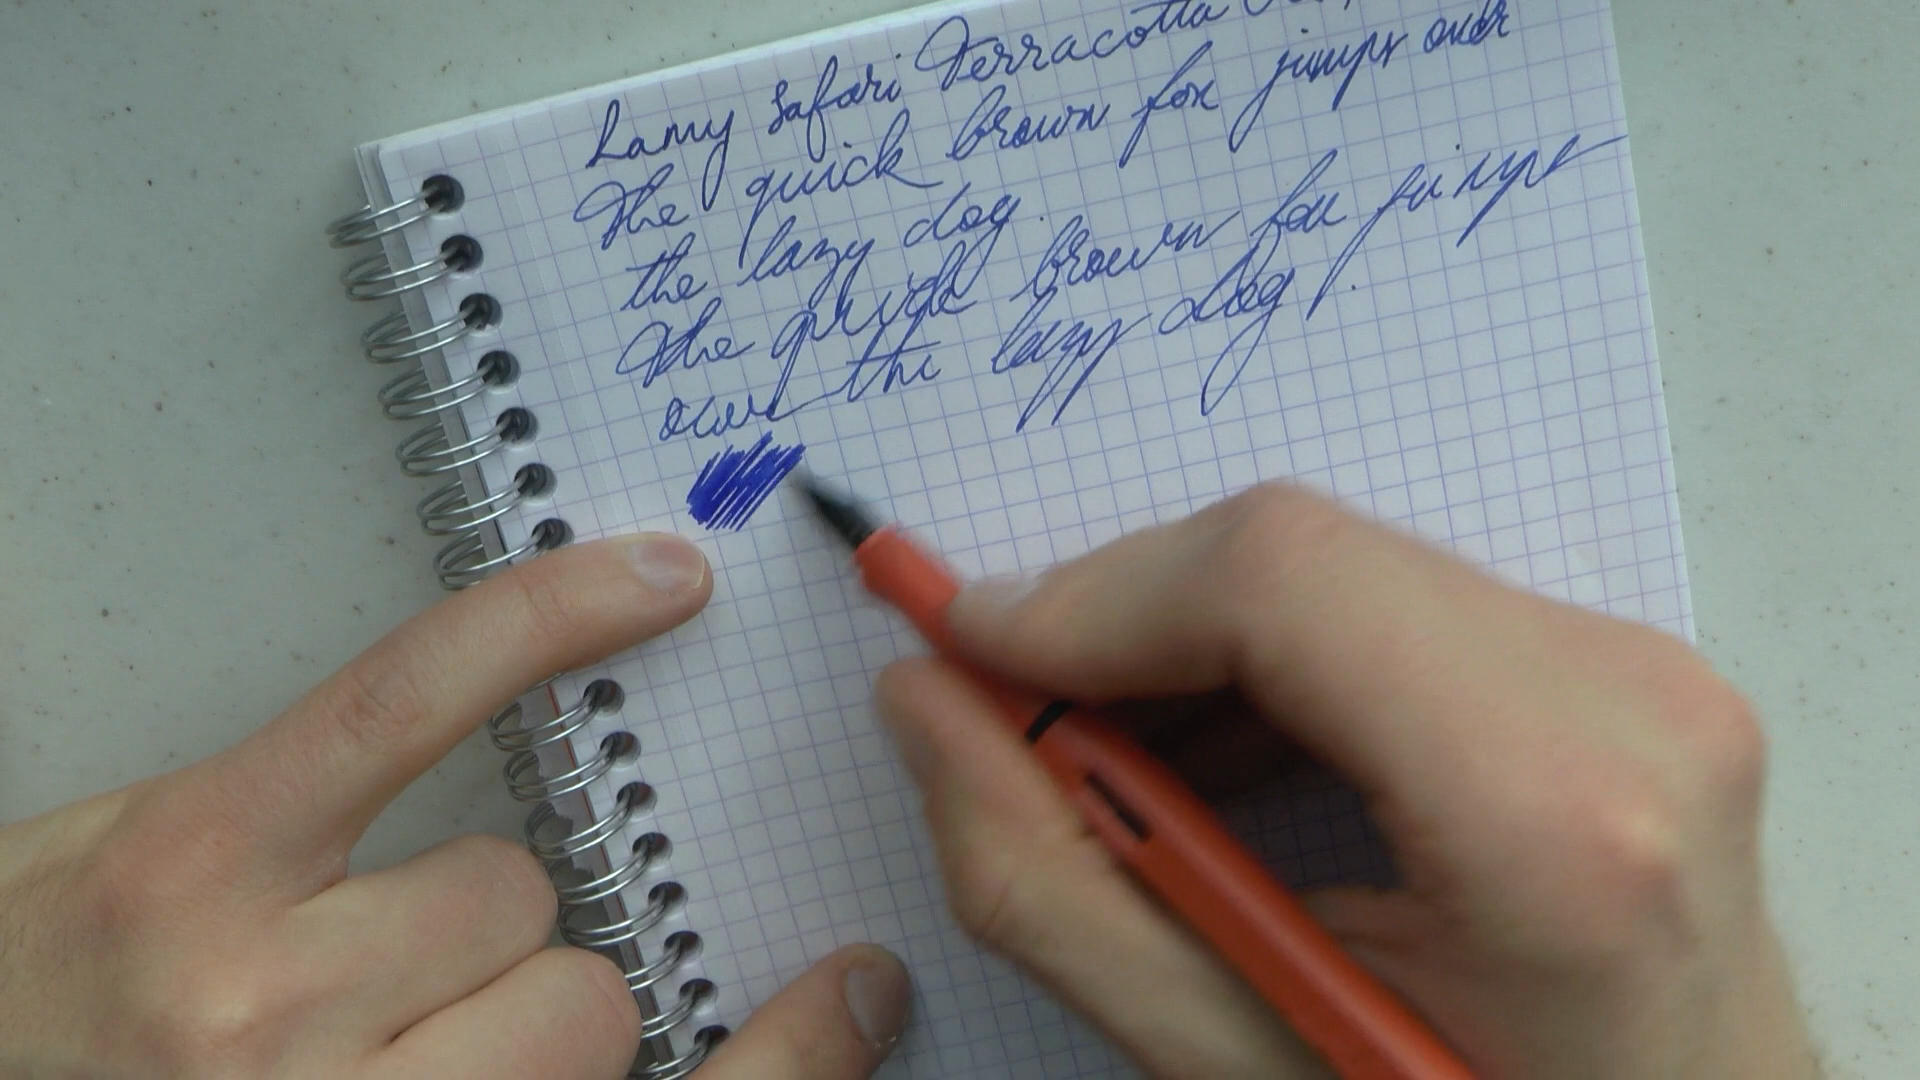 Lamy Safari Terracotta
The quick brown fox jumps over
the lazy dog.
The quick brown fox jumps
over the lazy dog.